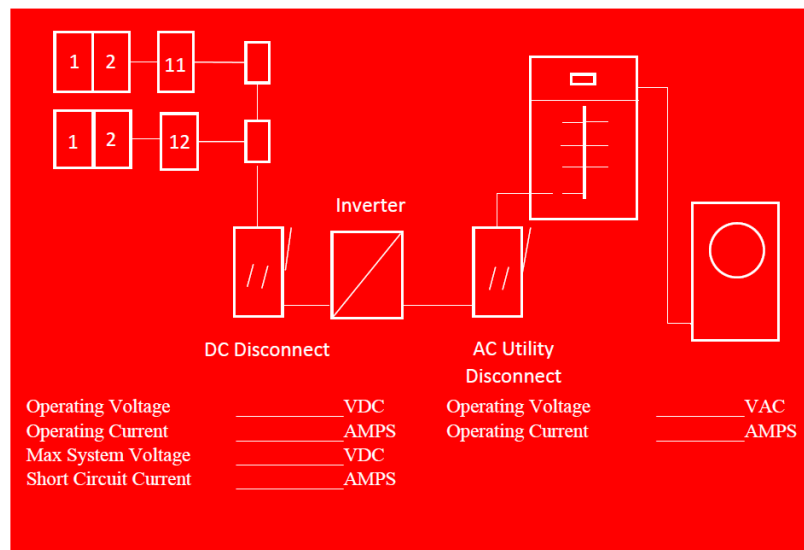 1 2 11
1 2 12
Inverter
DC Disconnect
AC Utility
Disconnect
Operating Voltage ____________VDC
Operating Current ____________AMPS
Max System Voltage ____________VDC
Short Circuit Current ____________AMPS
Operating Voltage __________VAC
Operating Current __________AMPS